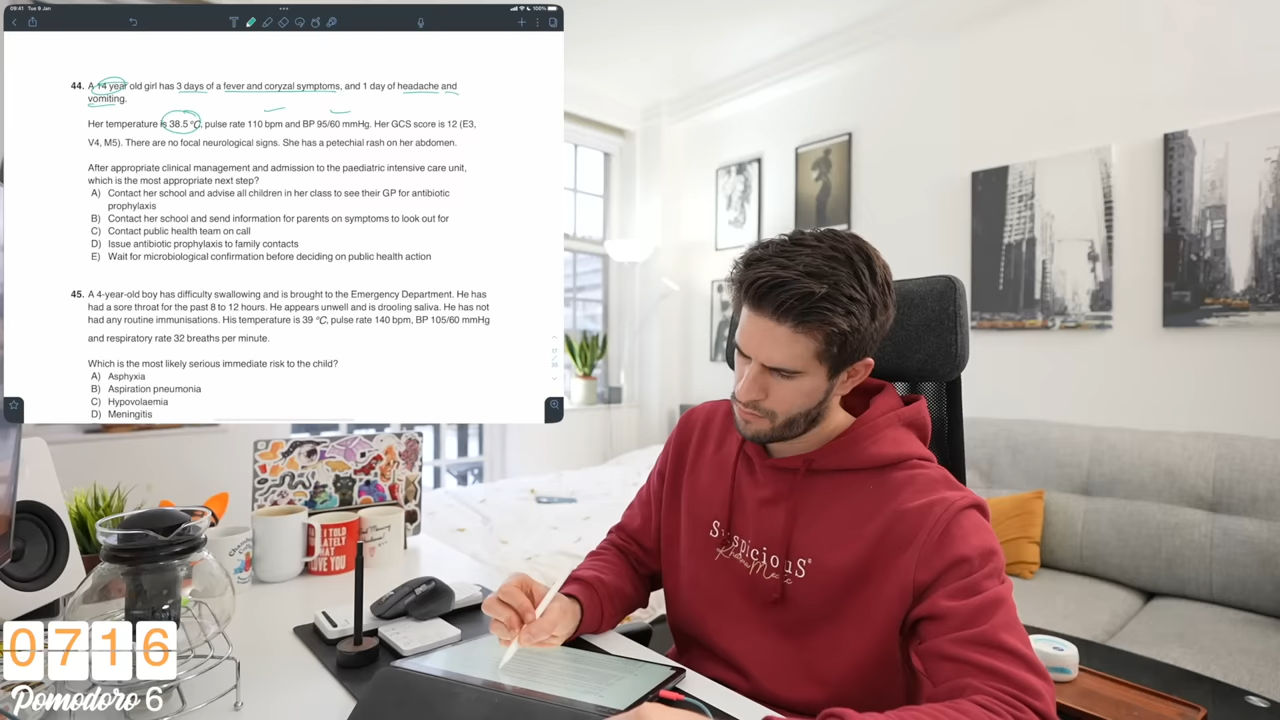 09:41 Tue 9 Jan
100%
44. A 14 year old girl has 3 days of a fever and coryzal symptoms, and 1 day of headache and
vomiting.
Her temperature is 38.5 °C, pulse rate 110 bpm and BP 95/60 mmHg. Her GCS score is 12 (E3,
V4, M5). There are no focal neurological signs. She has a petechial rash on her abdomen.
After appropriate clinical management and admission to the paediatric intensive care unit,
which is the most appropriate next step?
A) Contact her school and advise all children in her class to see their GP for antibiotic
prophylaxis
B) Contact her school and send information for parents on symptoms to look out for
C) Contact public health team on call
D) Issue antibiotic prophylaxis to family contacts
E) Wait for microbiological confirmation before deciding on public health action
45. A 4-year-old boy has difficulty swallowing and is brought to the Emergency Department. He has
had a sore throat for the past 8 to 12 hours. He appears unwell and is drooling saliva. He has not
had any routine immunisations. His temperature is 39 °C, pulse rate 140 bpm, BP 105/60 mmHg
and respiratory rate 32 breaths per minute.
Which is the most likely serious immediate risk to the child?
A) Asphyxia
B) Aspiration pneumonia
C) Hypovolaemia
D) Meningitis
SuspiciouS
I TOLD
LOVE YOU
0716
Pomodoro 6